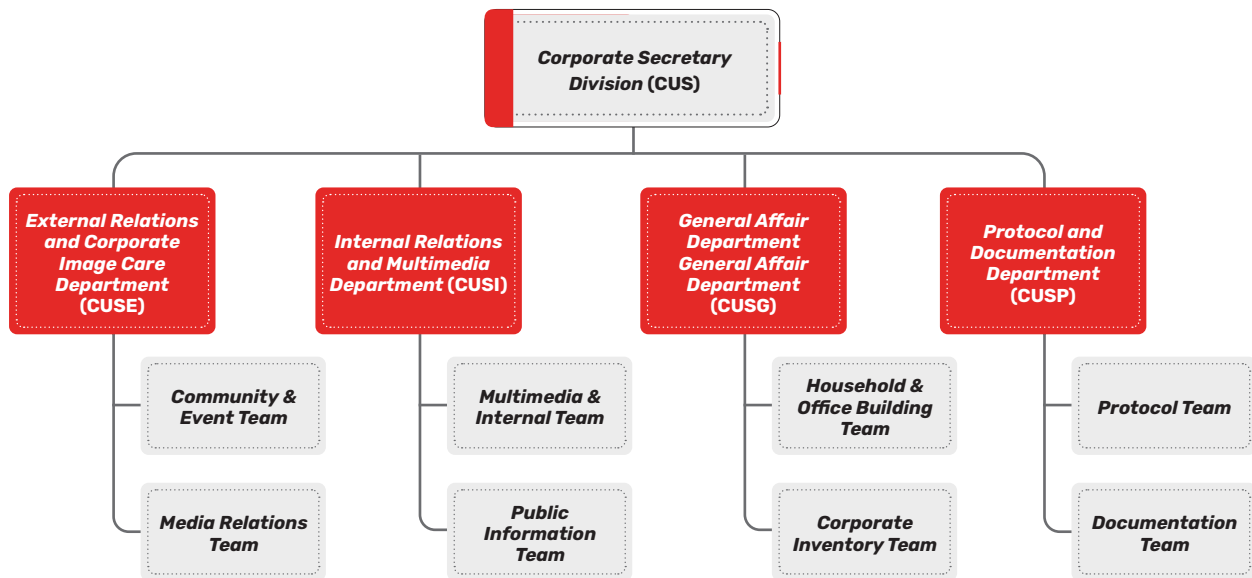 Corporate Secretary
Division (CUS)
External Relations
and Corporate
Image Care
Department
(CUSE)
Internal Relations
and Multimedia
Department (CUSI)
General Affair
Department
General Affair
Department
(CUSG)
Protocol and
Documentation
Department
(CUSP)
Community &
Event Team
Multimedia &
Internal Team
Household &
Office Building
Team
Protocol Team
Media Relations
Team
Public
Information
Team
Corporate
Inventory Team
Documentation
Team